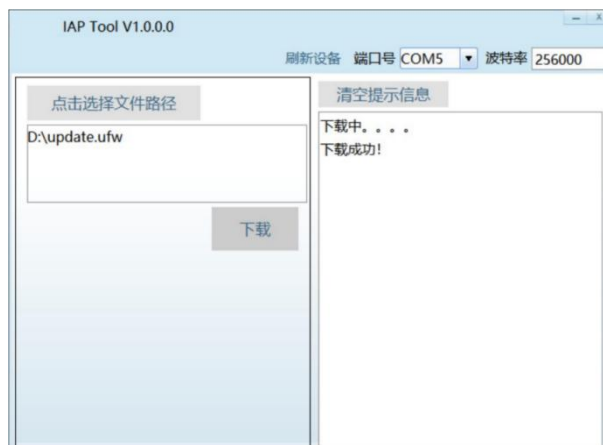 IAP Tool V1.0.0.0
刷新设备 端口号 COM5 波特率 256000
点击选择文件路径
D:\update.ufw
下载
清空提示信息
下载中。。。。
下载成功！